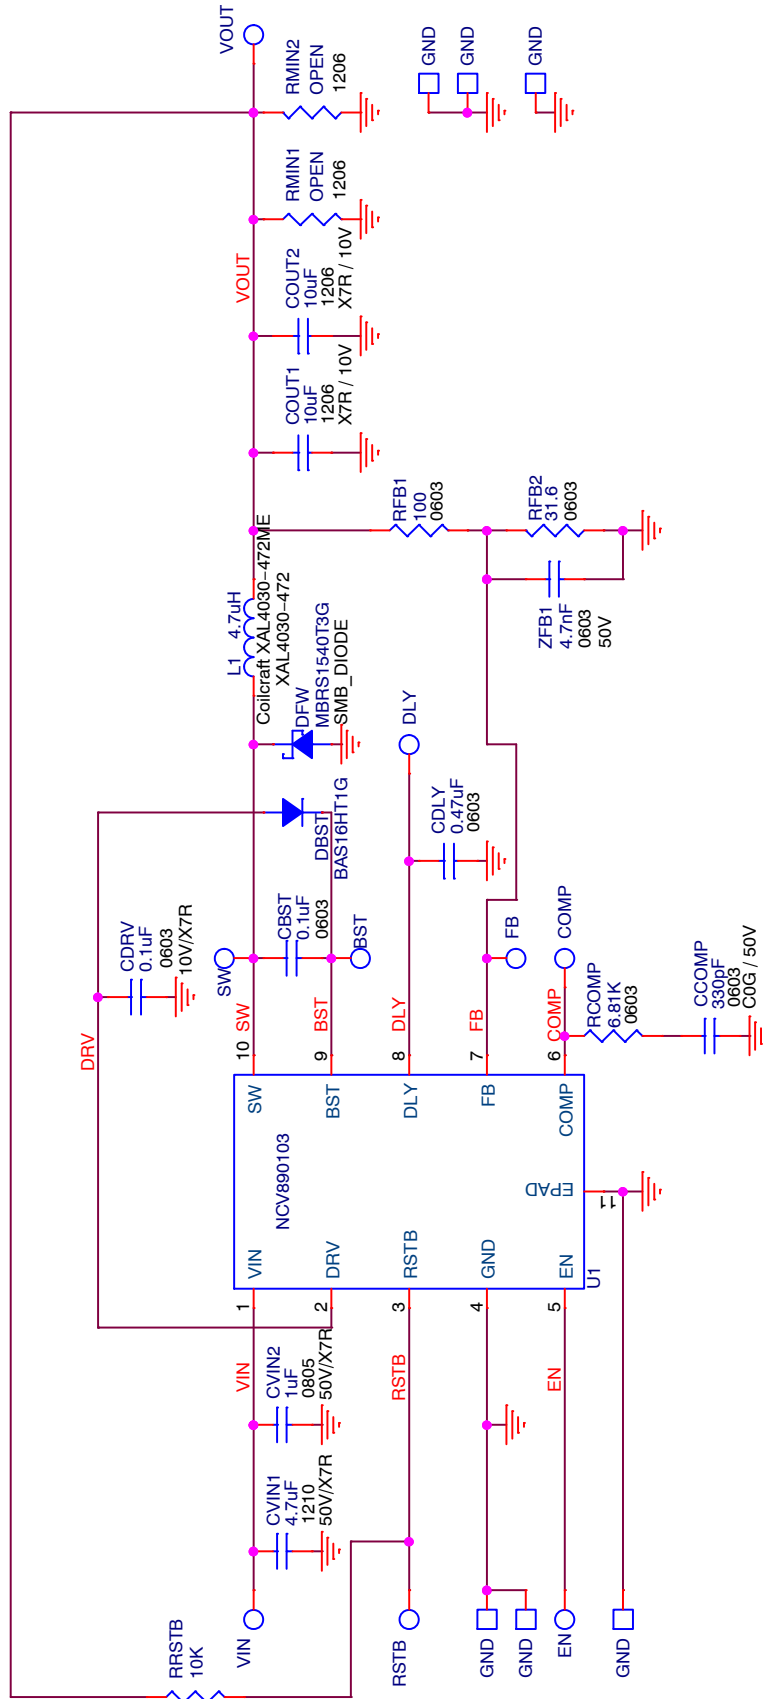 VOUT
RMIN2
OPEN
1206
GND
GND
GND
RMIN1
OPEN
1206
VOUT
COUT2
10uF
1206
X7R / 10V
COUT1
10uF
1206
X7R / 10V
RFB1
100
0603
RFB2
31.6
0603
ZFB1
4.7nF
0603
50V
L1
4.7uH
Coilcraft XAL4030-472ME
XAL4030-472
DFW
MBRS1540T3G
SMB_DIODE
DLY
DBST
BAS16HT1G
CDLY
0.47uF
0603
CDRV
0.1uF
0603
10V/X7R
SW
CBST
0.1uF
0603
BST
FB
COMP
DRV
10
SW
9
BST
8
DLY
7
FB
6
COMP
RCOMP
6.81K
0603
CCOMP
330pF
0603
C0G / 50V
SW
BST
DLY
FB
COMP
NCV890103
EPAD
11
VIN
DRV
RSTB
GND
EN
U1
1
2
3
4
5
VIN
CVIN2
1uF
0805
50V/X7R
RSTB
EN
CVIN1
4.7uF
1210
50V/X7R
RRSTB
10K
VIN
RSTB
GND
GND
EN
GND